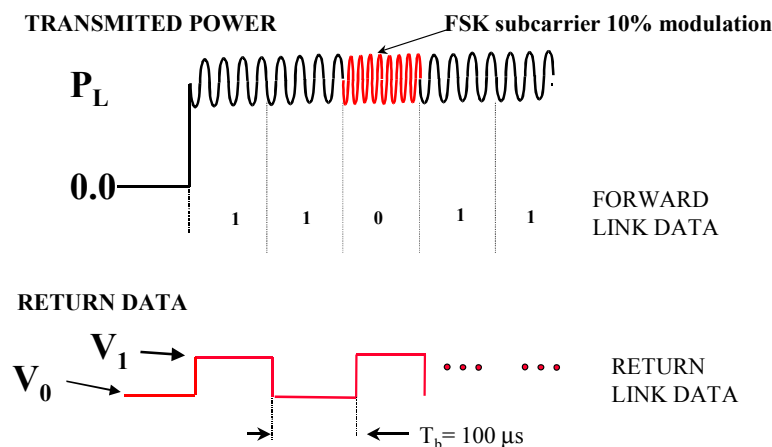 TRANSMITED POWER
FSK subcarrier 10% modulation
P_L
0.0
1 1 0 1 1
FORWARD
LINK DATA
RETURN DATA
V_1
V_0
RETURN
LINK DATA
T_b= 100 μs